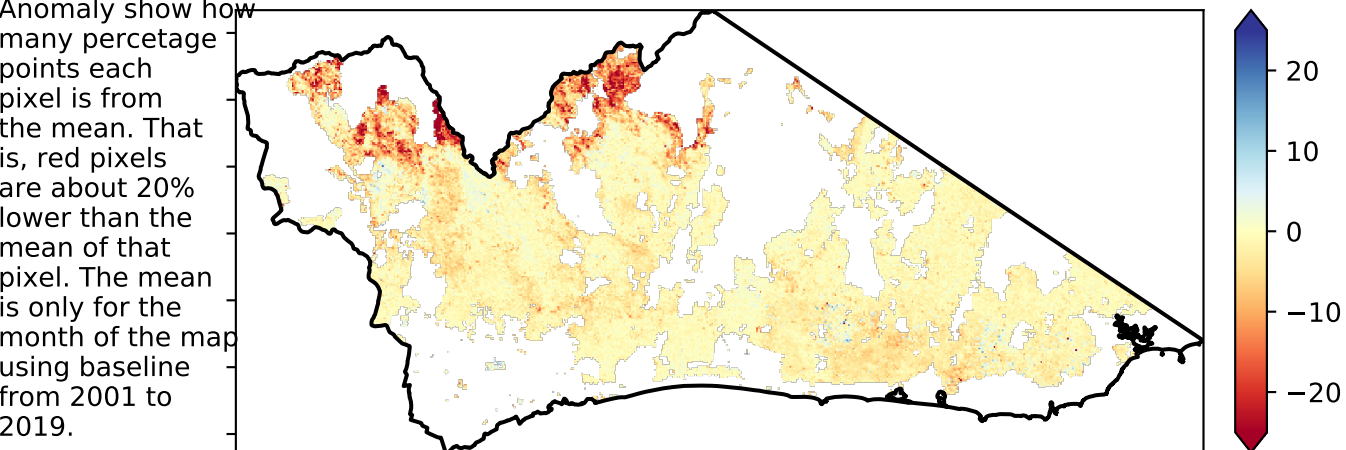 Anomaly show how
many percetage
points each
pixel is from
the mean. That
is, red pixels
are about 20%
lower than the
mean of that
pixel. The mean
is only for the
month of the map
using baseline
from 2001 to
2019.
20
10
0
−10
−20